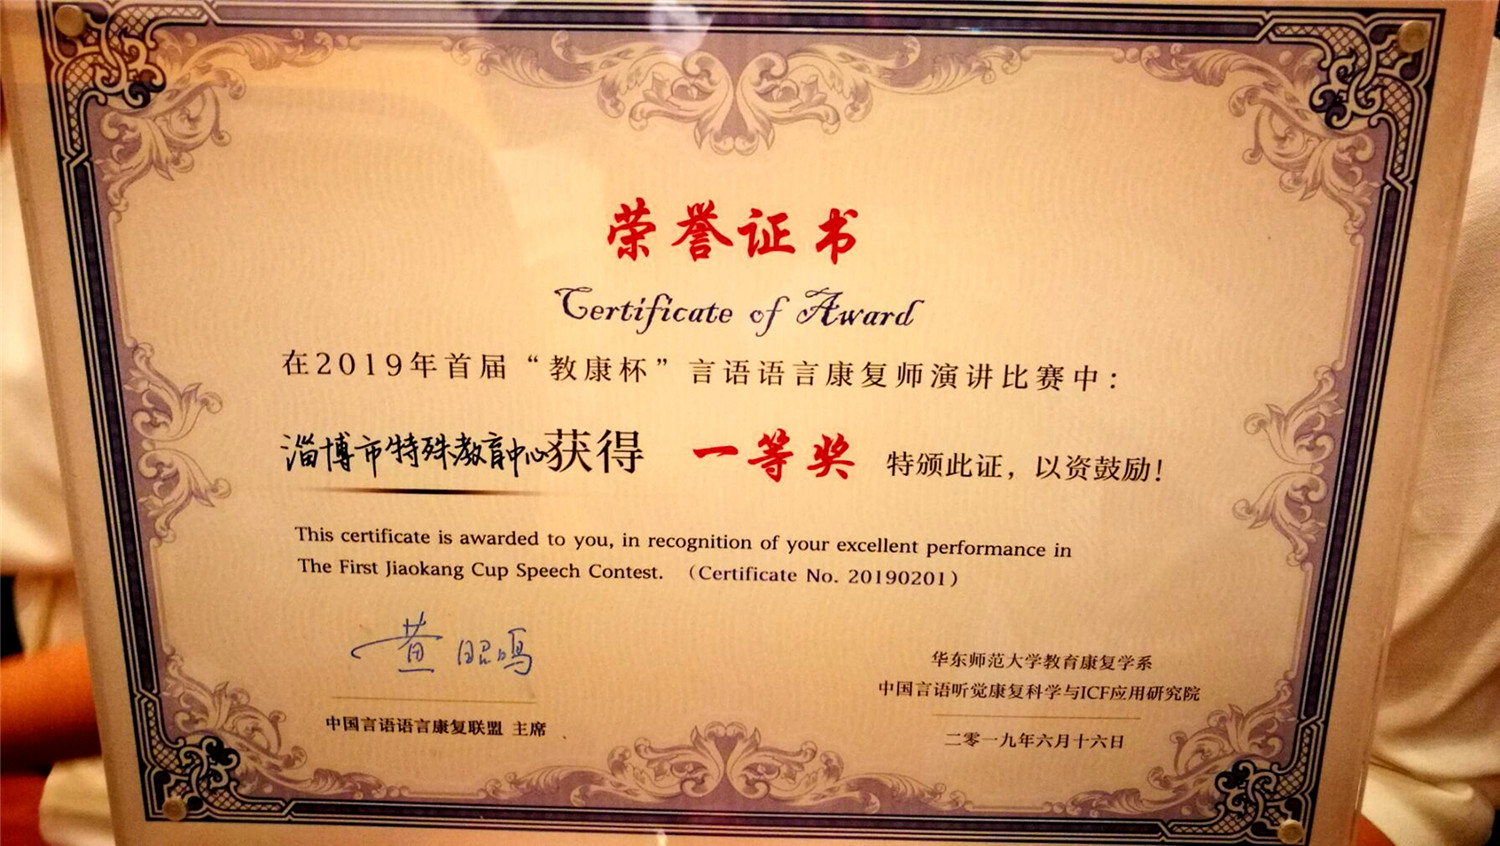 荣誉证书
Certificate of Award
在2019年首届“教康杯”言语语言康复师演讲比赛中：
淄博市特殊教育中心获得 一等奖 特颁此证，以资鼓励！
This certificate is awarded to you, in recognition of your excellent performance in
The First Jiaokang Cup Speech Contest. （Certificate No. 20190201）
黄昭鸣
中国言语语言康复联盟 主席
华东师范大学教育康复学系
中国言语听觉康复科学与ICF应用研究院
二零一九年六月十六日